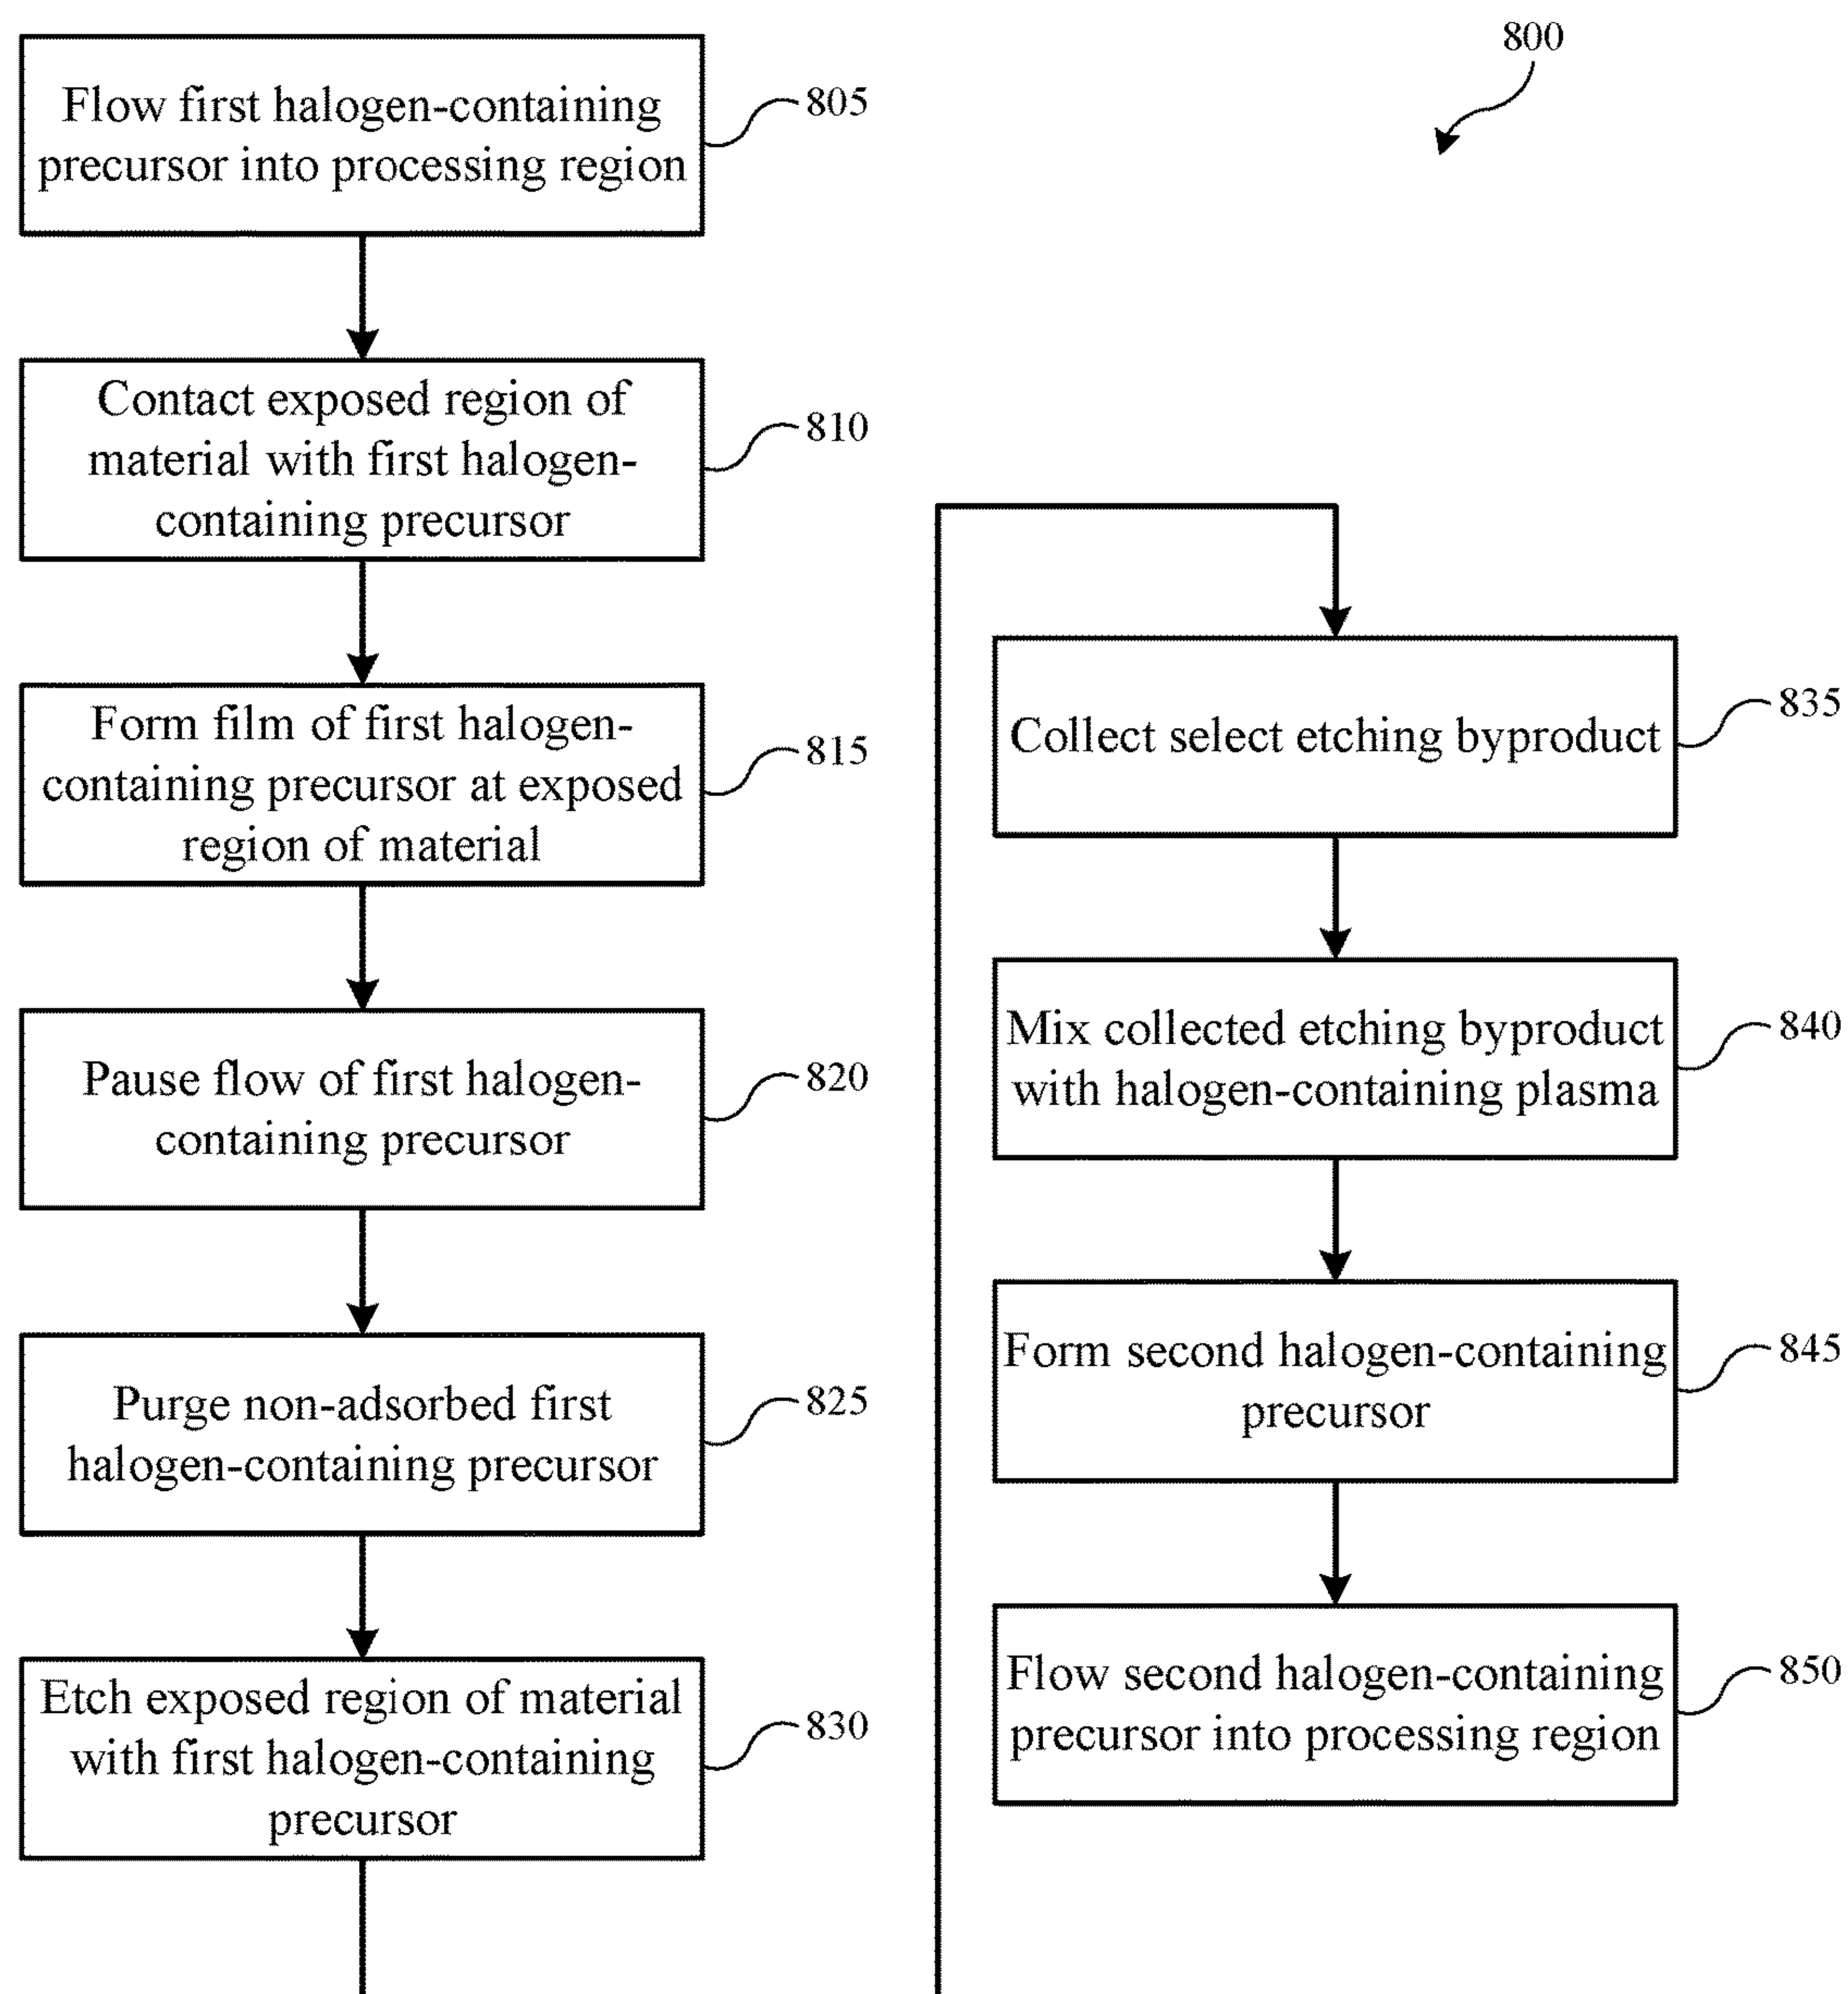 800
Flow first halogen-containing
precursor into processing region
805
Contact exposed region of
material with first halogen-
containing precursor
810
Form film of first halogen-
containing precursor at exposed
region of material
815
Pause flow of first halogen-
containing precursor
820
Purge non-adsorbed first
halogen-containing precursor
825
Etch exposed region of material
with first halogen-containing
precursor
830
Collect select etching byproduct
835
Mix collected etching byproduct
with halogen-containing plasma
840
Form second halogen-containing
precursor
845
Flow second halogen-containing
precursor into processing region
850